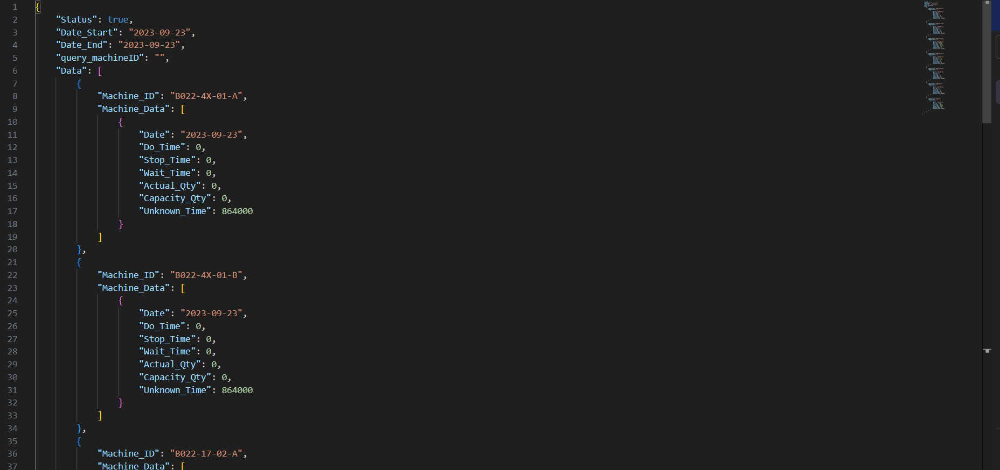 1 {
2 "Status": true,
3 "Date_Start": "2023-09-23",
4 "Date_End": "2023-09-23",
5 "query_machineID": "",
6 "Data": [
7 {
8 "Machine_ID": "B022-4X-01-A",
9 "Machine_Data": [
10 {
11 "Date": "2023-09-23",
12 "Do_Time": 0,
13 "Stop_Time": 0,
14 "Wait_Time": 0,
15 "Actual_Qty": 0,
16 "Capacity_Qty": 0,
17 "Unknown_Time": 864000
18 }
19 ]
20 },
21 {
22 "Machine_ID": "B022-4X-01-B",
23 "Machine_Data": [
24 {
25 "Date": "2023-09-23",
26 "Do_Time": 0,
27 "Stop_Time": 0,
28 "Wait_Time": 0,
29 "Actual_Qty": 0,
30 "Capacity_Qty": 0,
31 "Unknown_Time": 864000
32 }
33 ]
34 },
35 {
36 "Machine_ID": "B022-17-02-A",
37 "Machine_Data": [